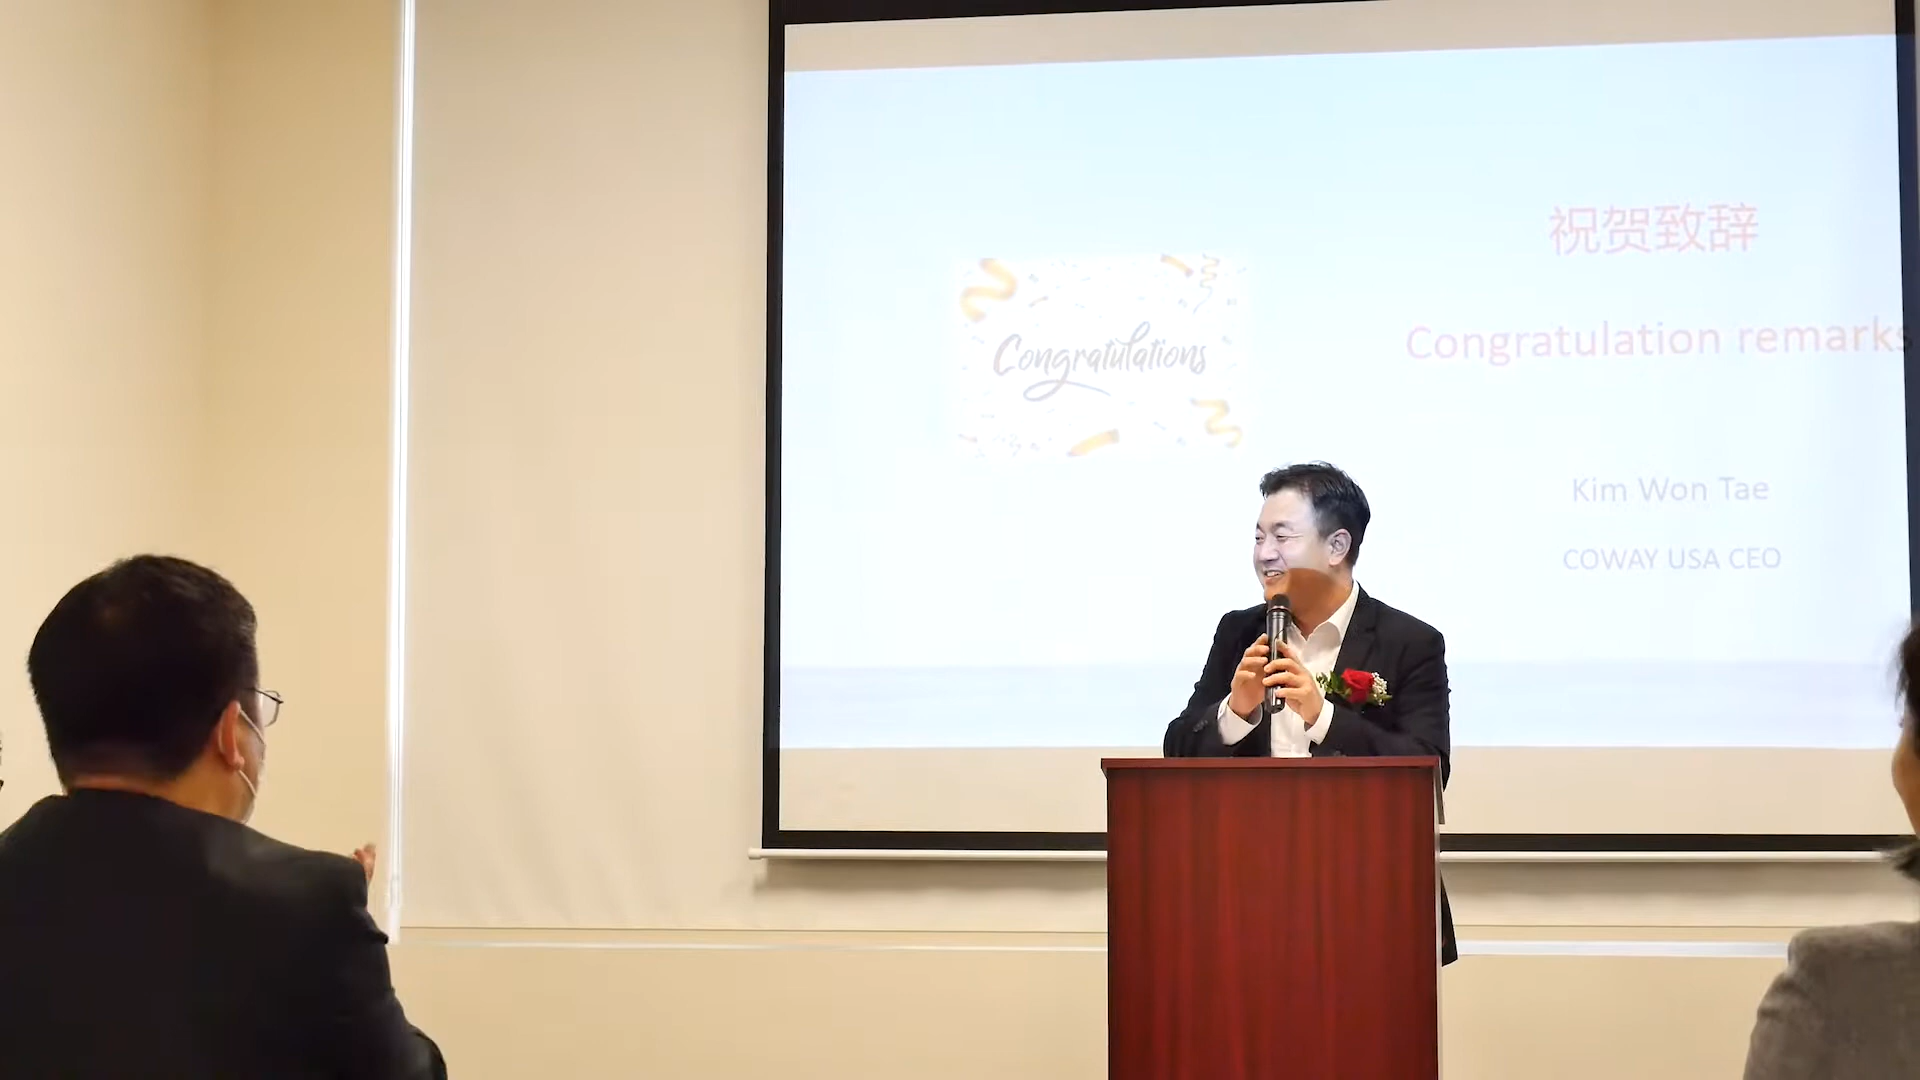 祝贺致辞
Congratulations
Congratulation remarks
Kim Won Tae
COWAY USA CEO